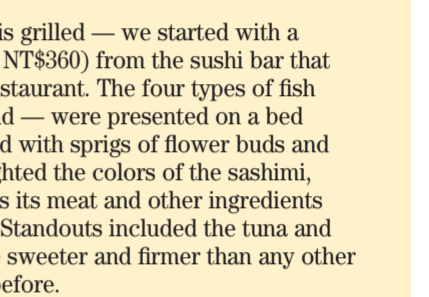 is grilled — we started with a
NT$360) from the sushi bar that
staurant. The four types of fish
d — were presented on a bed
d with sprigs of flower buds and
ghted the colors of the sashimi,
s its meat and other ingredients
Standouts included the tuna and
sweeter and firmer than any other
efore.